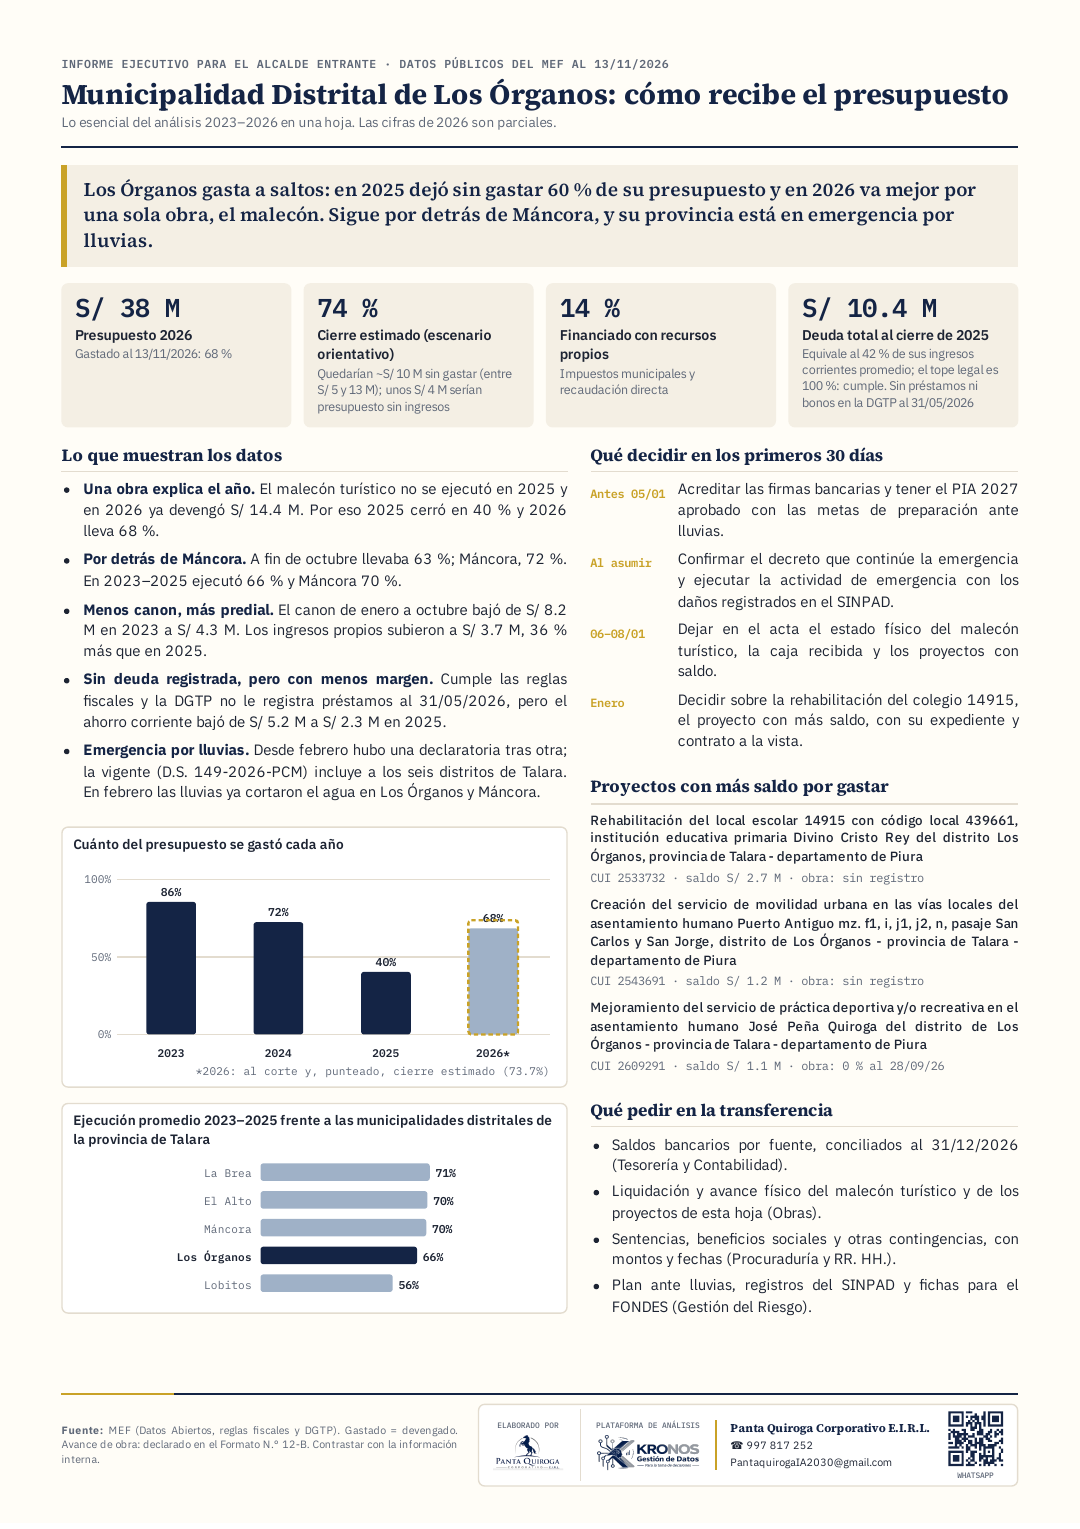 INFORME EJECUTIVO PARA EL ALCALDE ENTRANTE · DATOS PÚBLICOS DEL MEF AL 13/11/2026
Municipalidad Distrital de Los Órganos: cómo recibe el presupuesto
Lo esencial del análisis 2023–2026 en una hoja. Las cifras de 2026 son parciales.
Los Órganos gasta a saltos: en 2025 dejó sin gastar 60 % de su presupuesto y en 2026 va mejor por
una sola obra, el malecón. Sigue por detrás de Máncora, y su provincia está en emergencia por
lluvias.
S/ 38 M
Presupuesto 2026
Gastado al 13/11/2026: 68 %
74 %
Cierre estimado (escenario
orientativo)
Quedarían ~S/ 10 M sin gastar (entre
S/ 5 y 13 M); unos S/ 4 M serían
presupuesto sin ingresos
14 %
Financiado con recursos
propios
Impuestos municipales y
recaudación directa
S/ 10.4 M
Deuda total al cierre de 2025
Equivale al 42 % de sus ingresos
corrientes promedio; el tope legal es
100 %: cumple. Sin préstamos ni
bonos en la DGTP al 31/05/2026
Lo que muestran los datos
• Una obra explica el año. El malecón turístico no se ejecutó en 2025 y
en 2026 ya devengó S/ 14.4 M. Por eso 2025 cerró en 40 % y 2026
lleva 68 %.
• Por detrás de Máncora. A fin de octubre llevaba 63 %; Máncora, 72 %.
En 2023–2025 ejecutó 66 % y Máncora 70 %.
• Menos canon, más predial. El canon de enero a octubre bajó de S/ 8.2
M en 2023 a S/ 4.3 M. Los ingresos propios subieron a S/ 3.7 M, 36 %
más que en 2025.
• Sin deuda registrada, pero con menos margen. Cumple las reglas
fiscales y la DGTP no le registra préstamos al 31/05/2026, pero el
ahorro corriente bajó de S/ 5.2 M a S/ 2.3 M en 2025.
• Emergencia por lluvias. Desde febrero hubo una declaratoria tras otra;
la vigente (D.S. 149-2026-PCM) incluye a los seis distritos de Talara.
En febrero las lluvias ya cortaron el agua en Los Órganos y Máncora.
Cuánto del presupuesto se gastó cada año
100%
50%
0%
86%
72%
40%
68%
2023
2024
2025
2026*
*2026: al corte y, punteado, cierre estimado (73.7%)
Ejecución promedio 2023–2025 frente a las municipalidades distritales de
la provincia de Talara
La Brea 71%
El Alto 70%
Máncora 70%
Los Órganos 66%
Lobitos 56%
Qué decidir en los primeros 30 días
Antes 05/01 Acreditar las firmas bancarias y tener el PIA 2027
aprobado con las metas de preparación ante
lluvias.
Al asumir Confirmar el decreto que continúe la emergencia
y ejecutar la actividad de emergencia con los
daños registrados en el SINPAD.
06–08/01 Dejar en el acta el estado físico del malecón
turístico, la caja recibida y los proyectos con
saldo.
Enero Decidir sobre la rehabilitación del colegio 14915,
el proyecto con más saldo, con su expediente y
contrato a la vista.
Proyectos con más saldo por gastar
Rehabilitación del local escolar 14915 con código local 439661,
institución educativa primaria Divino Cristo Rey del distrito Los
Órganos, provincia de Talara - departamento de Piura
CUI 2533732 · saldo S/ 2.7 M · obra: sin registro
Creación del servicio de movilidad urbana en las vías locales del
asentamiento humano Puerto Antiguo mz. f1, i, j1, j2, n, pasaje San
Carlos y San Jorge, distrito de Los Órganos - provincia de Talara -
departamento de Piura
CUI 2543691 · saldo S/ 1.2 M · obra: sin registro
Mejoramiento del servicio de práctica deportiva y/o recreativa en el
asentamiento humano José Peña Quiroga del distrito de Los
Órganos - provincia de Talara - departamento de Piura
CUI 2609291 · saldo S/ 1.1 M · obra: 0 % al 28/09/26
Qué pedir en la transferencia
• Saldos bancarios por fuente, conciliados al 31/12/2026
(Tesorería y Contabilidad).
• Liquidación y avance físico del malecón turístico y de los
proyectos de esta hoja (Obras).
• Sentencias, beneficios sociales y otras contingencias, con
montos y fechas (Procuraduría y RR. HH.).
• Plan ante lluvias, registros del SINPAD y fichas para el
FONDES (Gestión del Riesgo).
Fuente: MEF (Datos Abiertos, reglas fiscales y DGTP). Gastado = devengado.
Avance de obra: declarado en el Formato N.° 12-B. Contrastar con la información
interna.
ELABORADO POR
PANTA QUIROGA
PLATAFORMA DE ANÁLISIS
KRONOS
Gestión de Datos
Panta Quiroga Corporativo E.I.R.L.
☎ 997 817 252
PantaquirogaIA2030@gmail.com
WHATSAPP